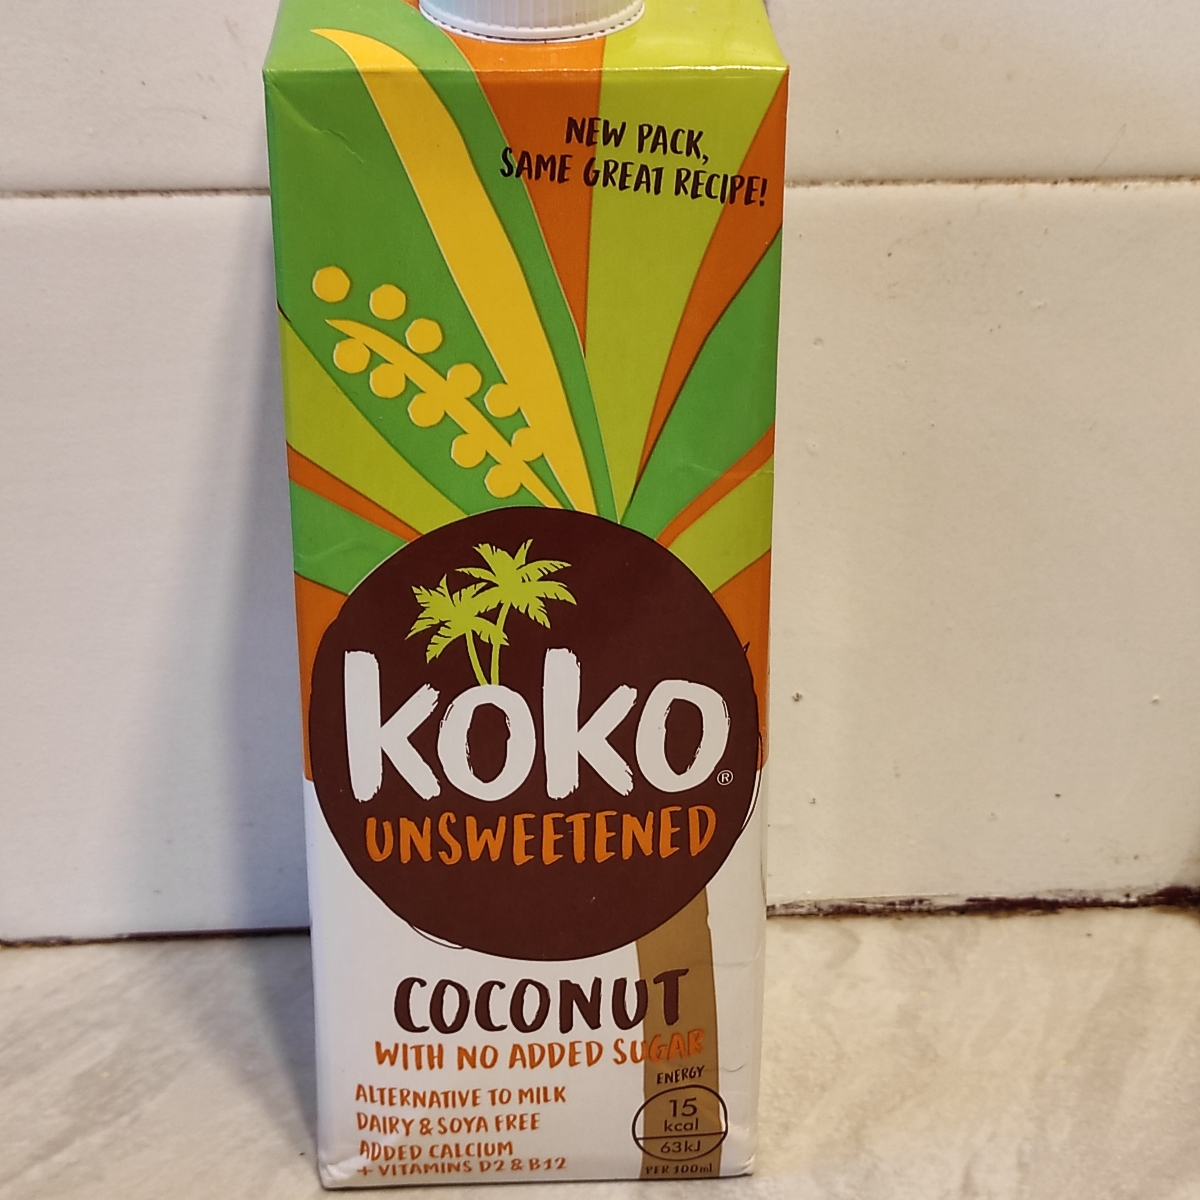 NEW PACK,
SAME GREAT RECIPE!
koko®
UNSWEETENED
COCONUT
WITH NO ADDED SUGAR
ALTERNATIVE TO MILK
DAIRY & SOYA FREE
ADDED CALCIUM
+ VITAMINS D2 & B12
ENERGY
15
kcal
63kJ
PER 100ml